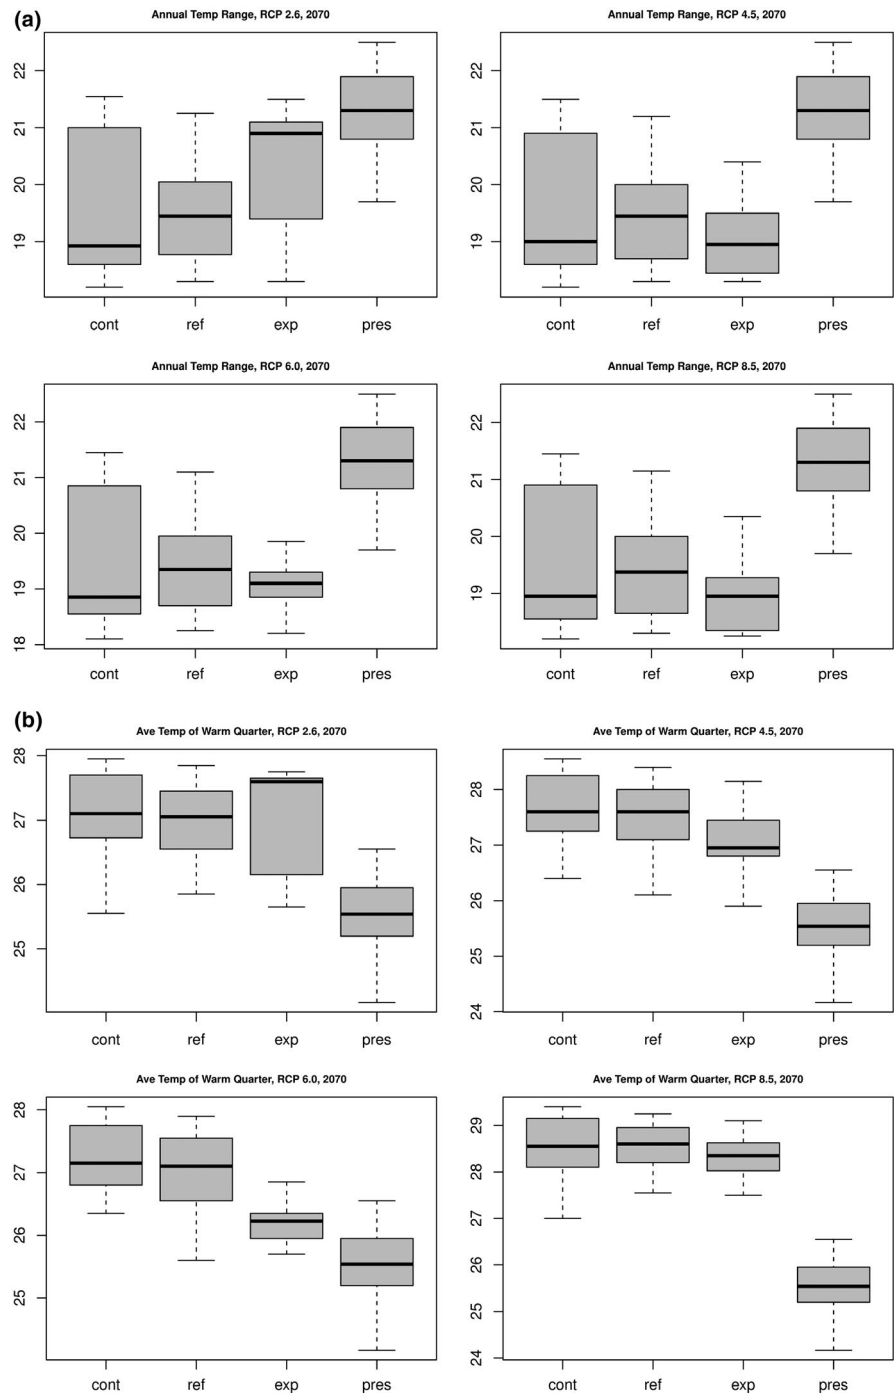 (a)
Annual Temp Range, RCP 2.6, 2070
22
21
20
19
cont ref exp pres
Annual Temp Range, RCP 4.5, 2070
22
21
20
19
cont ref exp pres
Annual Temp Range, RCP 6.0, 2070
22
21
20
19
18
cont ref exp pres
Annual Temp Range, RCP 8.5, 2070
22
21
20
19
cont ref exp pres
(b)
Ave Temp of Warm Quarter, RCP 2.6, 2070
28
27
26
25
cont ref exp pres
Ave Temp of Warm Quarter, RCP 4.5, 2070
28
27
26
25
24
cont ref exp pres
Ave Temp of Warm Quarter, RCP 6.0, 2070
28
27
26
25
cont ref exp pres
Ave Temp of Warm Quarter, RCP 8.5, 2070
29
28
27
26
25
24
cont ref exp pres